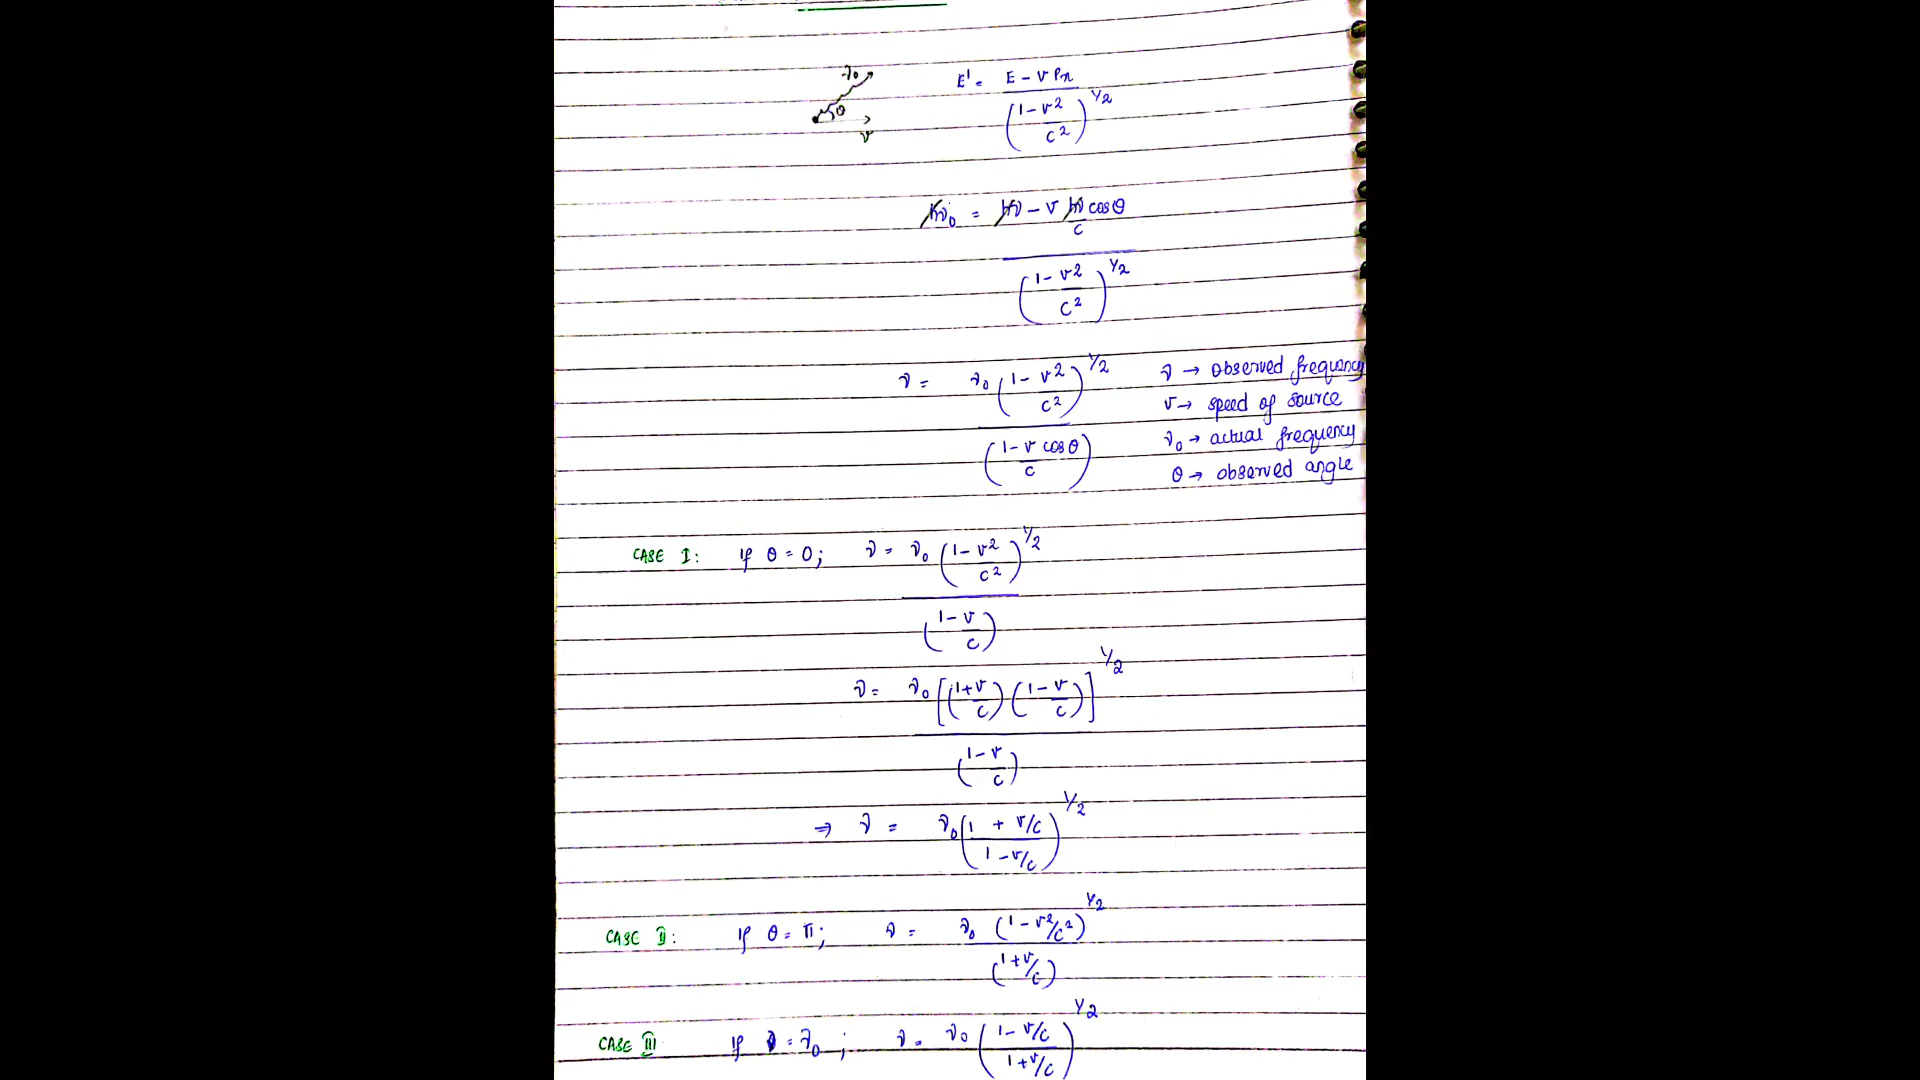 ν₀
θ
v
E' = E - v Px
(1 - v²/c²)^1/2
hν₀ = hν - v hν/c cosθ
(1 - v²/c²)^1/2
ν = ν₀ (1 - v²/c²)^1/2
(1 - v cosθ/c)
ν → observed frequency
v → speed of source
ν₀ → actual frequency
θ → observed angle
CASE I: If θ = 0; ν = ν₀ (1 - v²/c²)^1/2
(1 - v/c)
ν = ν₀ [(1+v/c)(1-v/c)]^1/2
(1 - v/c)
⇒ ν = ν₀ (1 + v/c / 1 - v/c)^1/2
CASE II: If θ = π; ν = ν₀ (1 - v²/c²)^1/2
(1+v/c)
CASE III If ν = ν₀ ; ν = ν₀ (1 - v/c / 1+v/c)^1/2